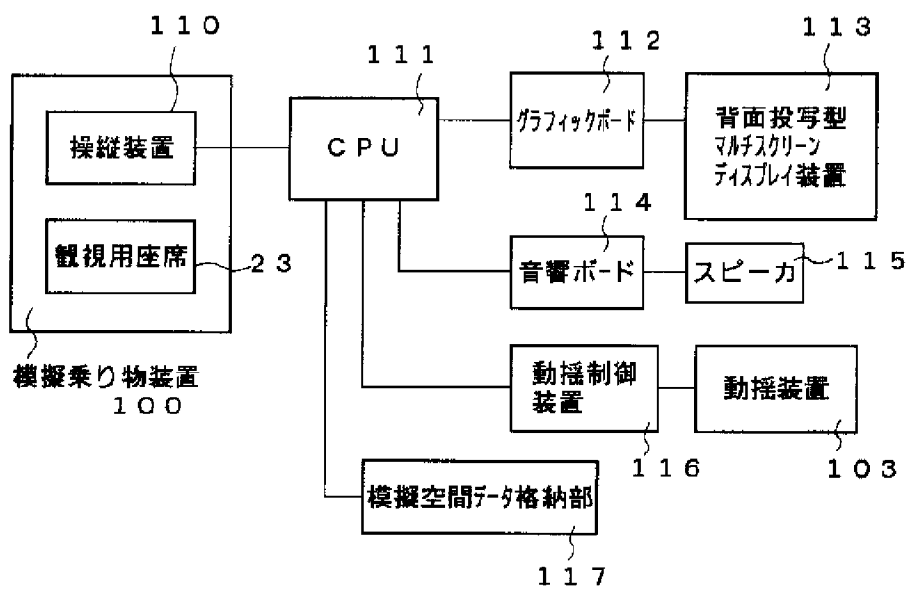 110
111
112
113
操縦装置
CPU
グラフィックボード
背面投写型
マルチスクリーン
ディスプレイ装置
114
観視用座席
23
音響ボード
スピーカ
115
模擬乗り物装置
100
動揺制御
装置
動揺装置
116
103
模擬空間データ格納部
117